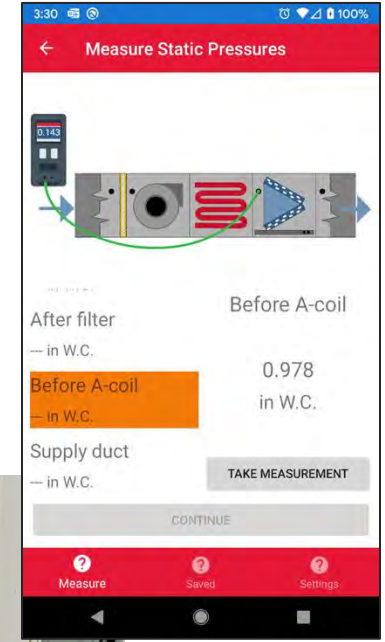 3:30
100%
Measure Static Pressures
0.143
After filter
--- in W.C.
Before A-coil
--- in W.C.
Supply duct
--- in W.C.
Before A-coil
0.978
in W.C.
TAKE MEASUREMENT
CONTINUE
Measure
Saved
Settings